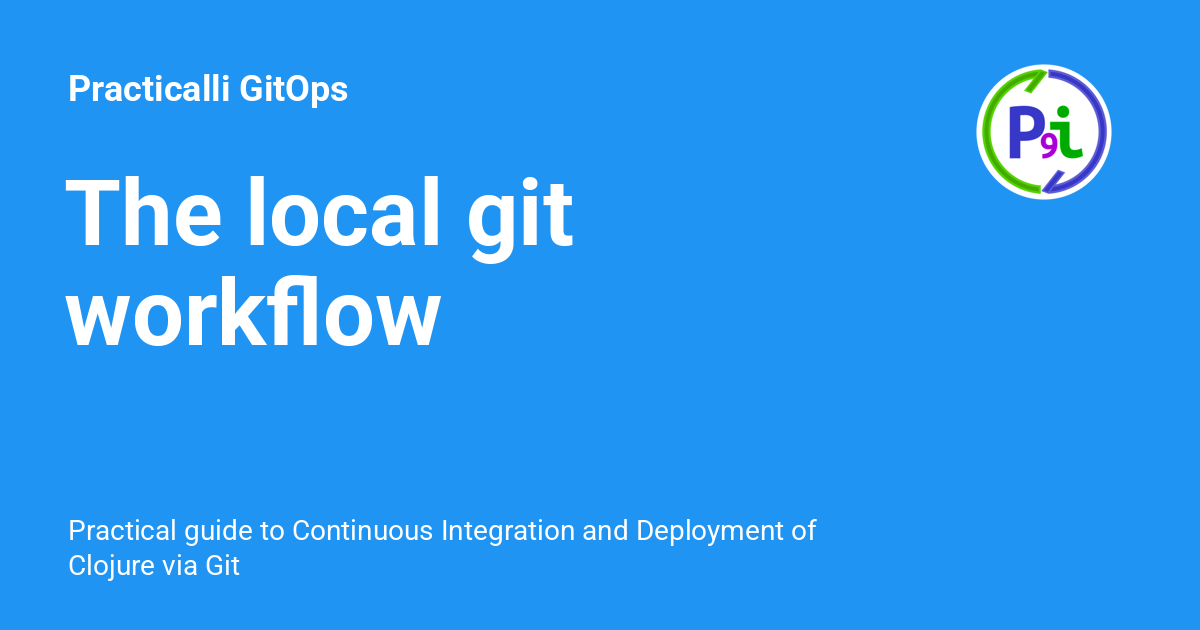 Practicalli GitOps
P9i
The local git
workflow
Practical guide to Continuous Integration and Deployment of
Clojure via Git